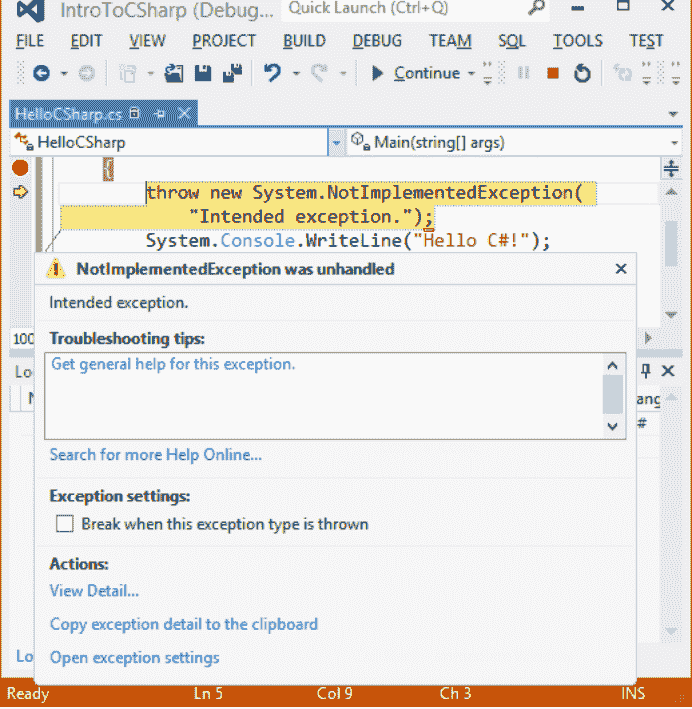 IntroToCSharp (Debug...
Quick Launch (Ctrl+Q)
FILE EDIT VIEW PROJECT BUILD DEBUG TEAM SQL TOOLS TEST
Continue
HelloCSharp.cs
HelloCSharp
Main(string[] args)
{
throw new System.NotImplementedException(
"Intended exception.");
System.Console.WriteLine("Hello C#!");
NotImplementedException was unhandled
Intended exception.
100
Troubleshooting tips:
Get general help for this exception.
Lo
ang
#
Search for more Help Online...
Exception settings:
Break when this exception type is thrown
Actions:
View Detail...
Copy exception detail to the clipboard
Open exception settings
Lo
Ready Ln 5 Col 9 Ch 3 INS